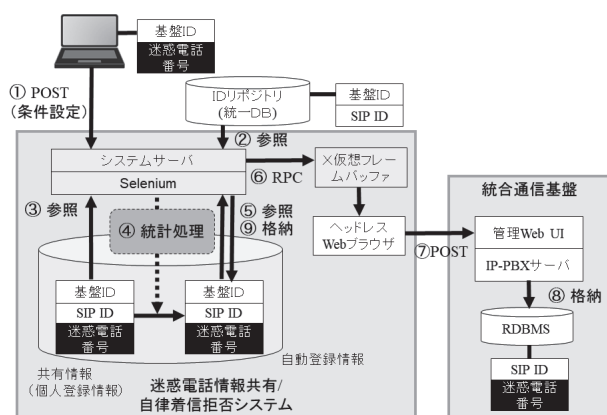 基盤ID
迷惑電話
番号
① POST
(条件設定)
IDリポジトリ
(統一DB)
基盤ID
SIP ID
② 参照
システムサーバ
Selenium
⑥ RPC
X仮想フレー
ムバッファ
③ 参照
④ 統計処理
⑤ 参照
⑨ 格納
ヘッドレス
Webブラウザ
⑦POST
統合通信基盤
管理Web UI
IP-PBXサーバ
⑧ 格納
RDBMS
SIP ID
迷惑電話
番号
基盤ID
SIP ID
迷惑電話
番号
基盤ID
SIP ID
迷惑電話
番号
共有情報
(個人登録情報)
自動登録情報
迷惑電話情報共有/
自律着信拒否システム